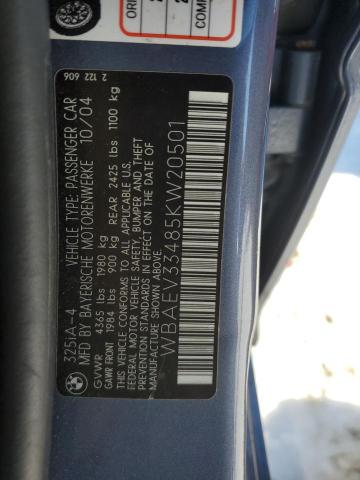 325IA-4 VEHICLE TYPE-PASSENGER CAR
MFD BY BAYERISCHE MOTORENWERKE 10/04
GVWR 4365 lbs 1980 kg
GAWR FRONT 1984 lbs 900 kg REAR 2425 lbs 1100 kg
THIS VEHICLE CONFORMS TO ALL APPLICABLE U.S.
FEDERAL MOTOR VEHICLE SAFETY, BUMPER AND THEFT
PREVENTION STANDARDS IN EFFECT ON THE DATE OF
MANUFACTURE SHOWN ABOVE.
WBAEV33485KW20501
2 122 606
ORI
COMP